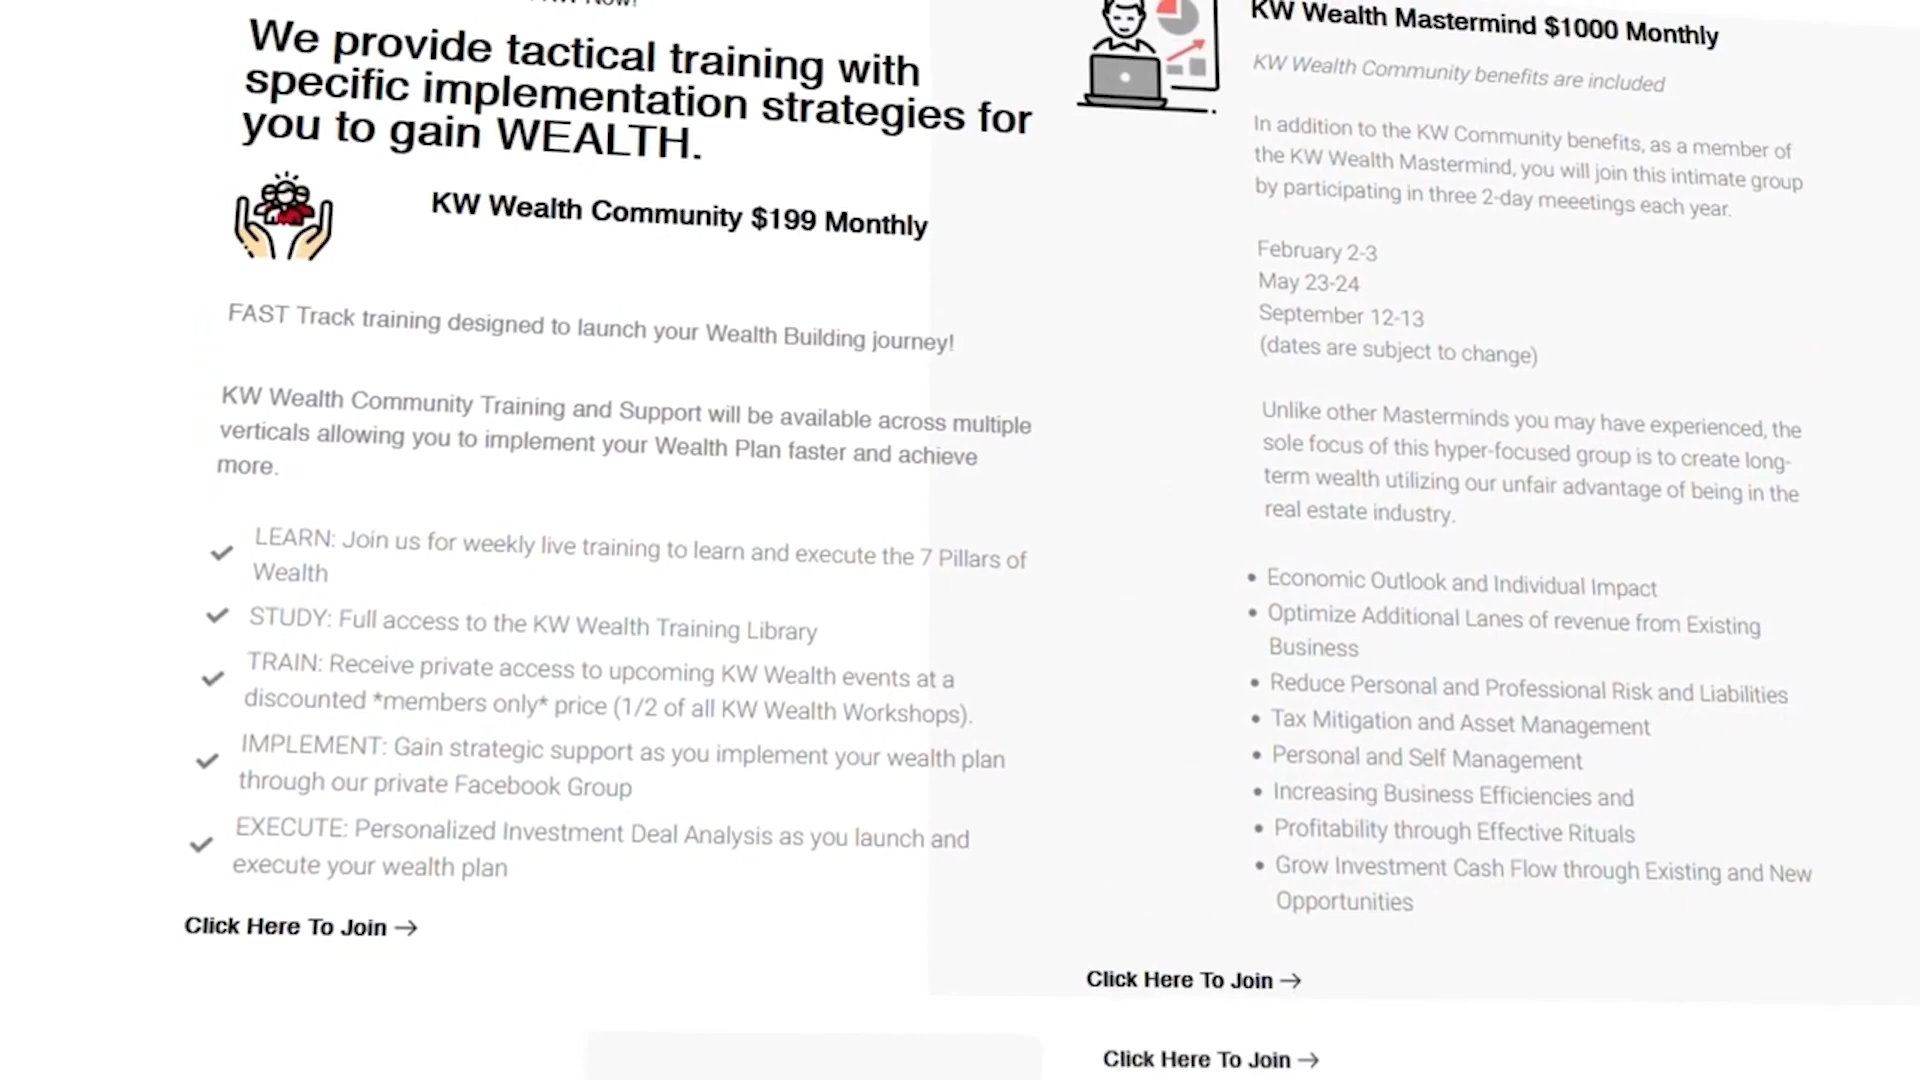 We provide tactical training with
specific implementation strategies for
you to gain WEALTH.
KW Wealth Community $199 Monthly
FAST Track training designed to launch your Wealth Building journey!
KW Wealth Community Training and Support will be available across multiple
verticals allowing you to implement your Wealth Plan faster and achieve
more.
LEARN: Join us for weekly live training to learn and execute the 7 Pillars of
Wealth
STUDY: Full access to the KW Wealth Training Library
TRAIN: Receive private access to upcoming KW Wealth events at a
discounted *members only* price (1/2 of all KW Wealth Workshops).
IMPLEMENT: Gain strategic support as you implement your wealth plan
through our private Facebook Group
EXECUTE: Personalized Investment Deal Analysis as you launch and
execute your wealth plan
Click Here To Join →
KW Wealth Mastermind $1000 Monthly
KW Wealth Community benefits are included
In addition to the KW Community benefits, as a member of
the KW Wealth Mastermind, you will join this intimate group
by participating in three 2-day meeetings each year.
February 2-3
May 23-24
September 12-13
(dates are subject to change)
Unlike other Masterminds you may have experienced, the
sole focus of this hyper-focused group is to create long-
term wealth utilizing our unfair advantage of being in the
real estate industry.
• Economic Outlook and Individual Impact
• Optimize Additional Lanes of revenue from Existing
Business
• Reduce Personal and Professional Risk and Liabilities
• Tax Mitigation and Asset Management
• Personal and Self Management
• Increasing Business Efficiencies and
• Profitability through Effective Rituals
• Grow Investment Cash Flow through Existing and New
Opportunities
Click Here To Join →
Click Here To Join →